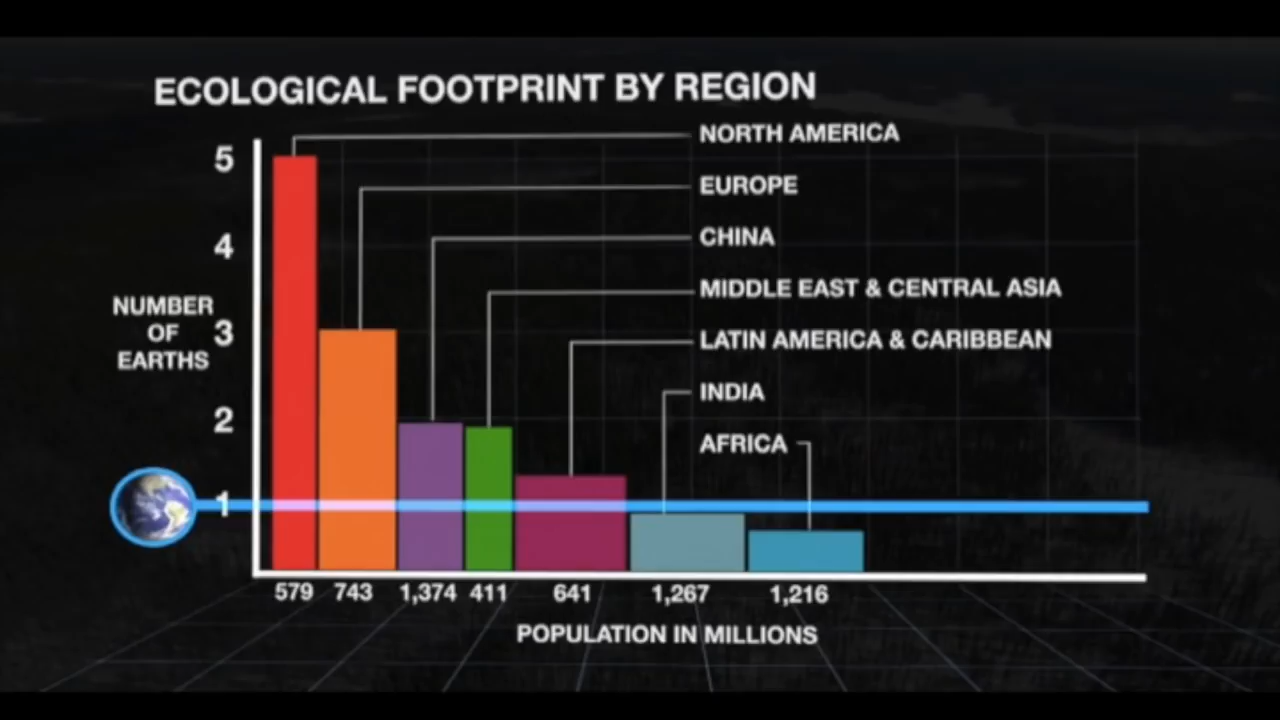 ECOLOGICAL FOOTPRINT BY REGION
5
4
3
2
1
NUMBER
OF
EARTHS
NORTH AMERICA
EUROPE
CHINA
MIDDLE EAST & CENTRAL ASIA
LATIN AMERICA & CARIBBEAN
INDIA
AFRICA
579 743 1,374 411 641 1,267 1,216
POPULATION IN MILLIONS